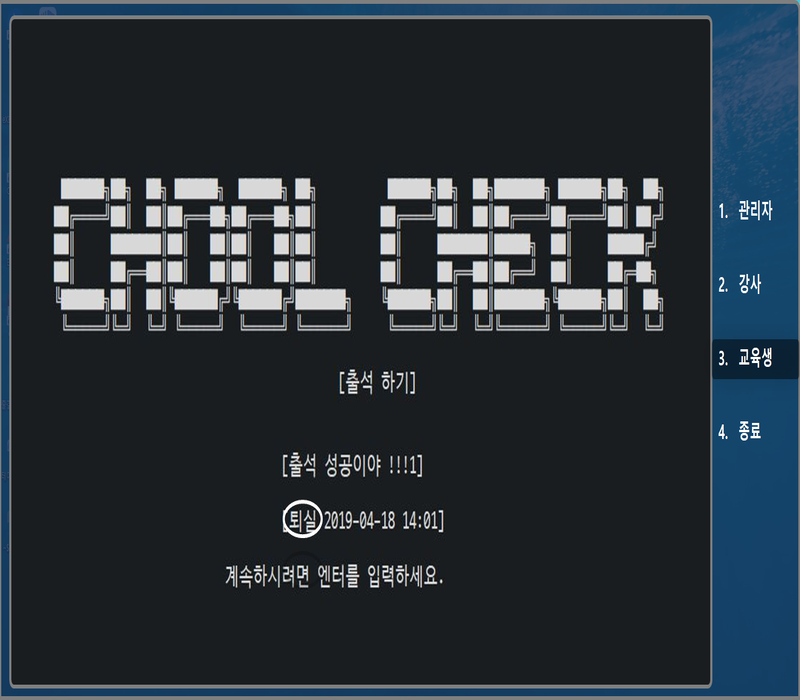 CHOOL CHECK
[출석 하기]
[출석 성공이야 !!!1]
[퇴실 2019-04-18 14:01]
계속하시려면 엔터를 입력하세요.
1. 관리자
2. 강사
3. 교육생
4. 종료